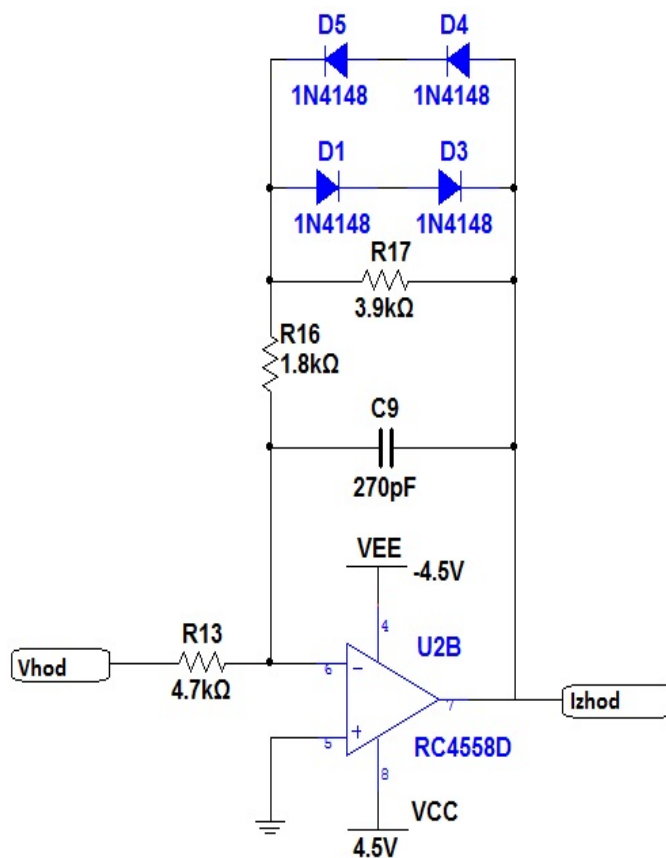 D5 D4
1N4148 1N4148
D1 D3
1N4148 1N4148
R17
3.9kΩ
R16
1.8kΩ
C9
270pF
VEE
-4.5V
4
R13
U2B
Vhod
6
7
Izhod
4.7kΩ
5
RC4558D
8
VCC
4.5V